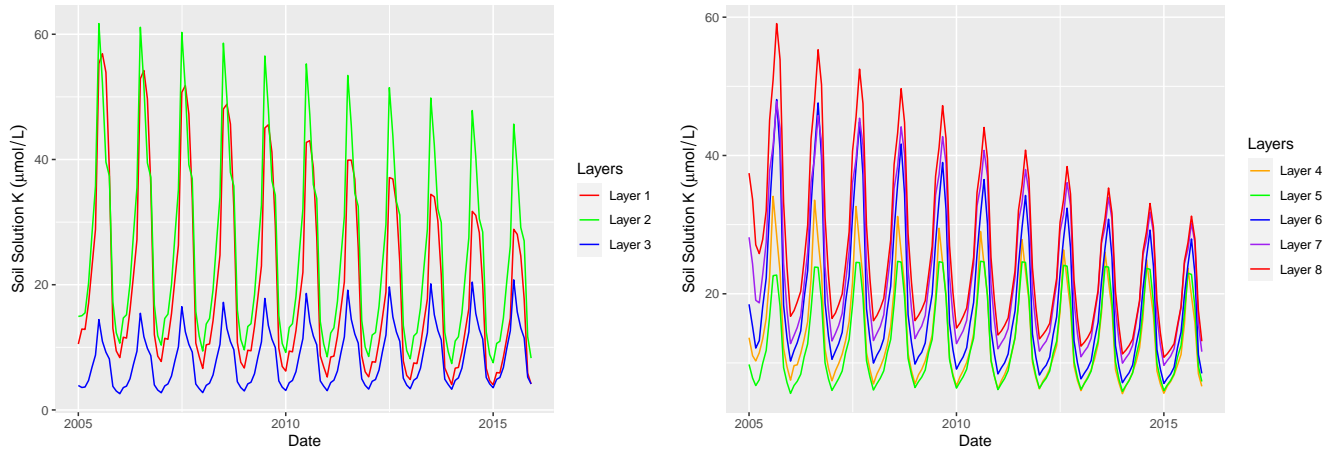 Soil Solution K (μmol/L)
60
40
20
0
2005
2010
2015
Date
Layers
Layer 1
Layer 2
Layer 3
Soil Solution K (μmol/L)
60
40
20
2005
2010
2015
Date
Layers
Layer 4
Layer 5
Layer 6
Layer 7
Layer 8